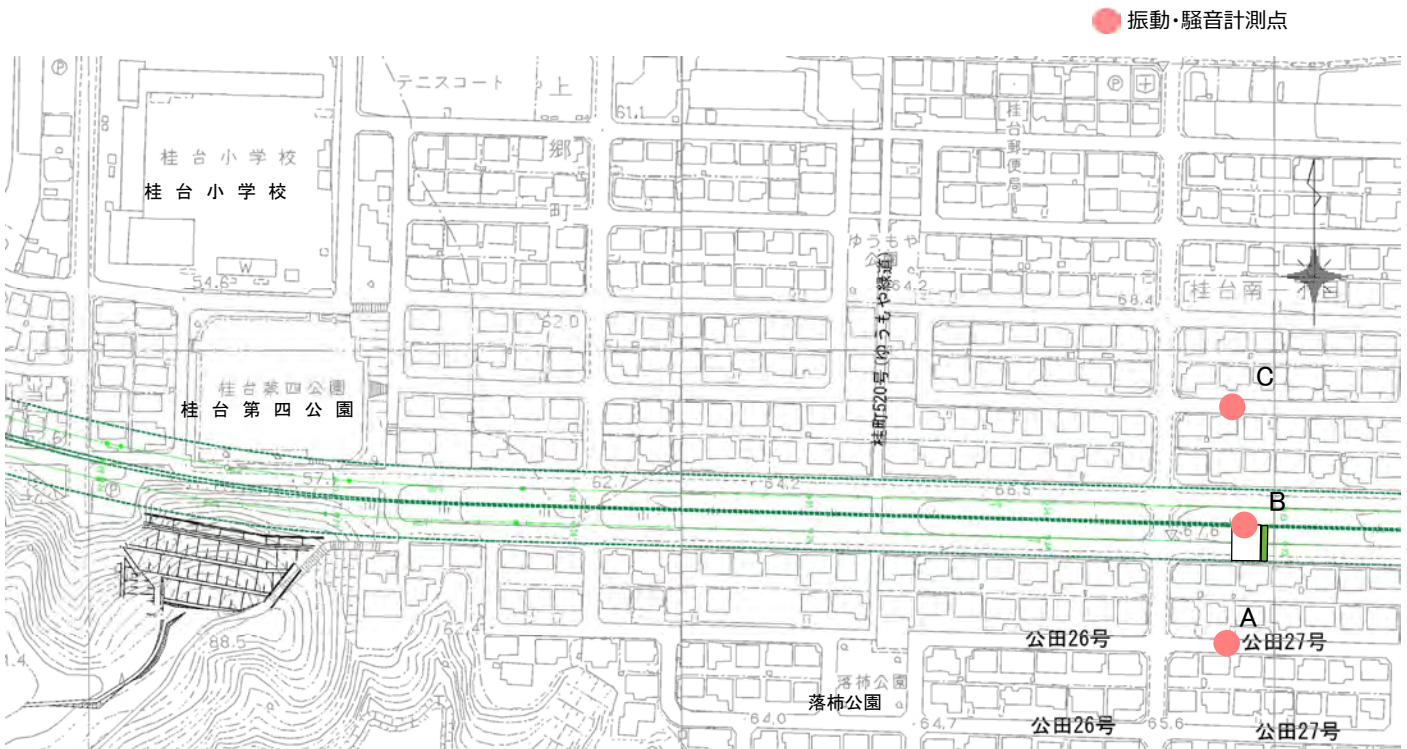 振動・騒音計測点
テニスコート
上
郷
町
61.1
桂台郵便局
桂台小学校
桂台小学校
W
54.6
ゆうもや
公園
64.2
桂町520号(ゆうもや緑道)
68.4
桂台南一丁目
62.0
桂台第四公園
桂台第四公園
C
57.1
62.7
64.2
66.5
B
67.6
A
公田26号
公田27号
88.5
落柿公園
落柿公園
64.0
64.7
公田26号
65.6
公田27号